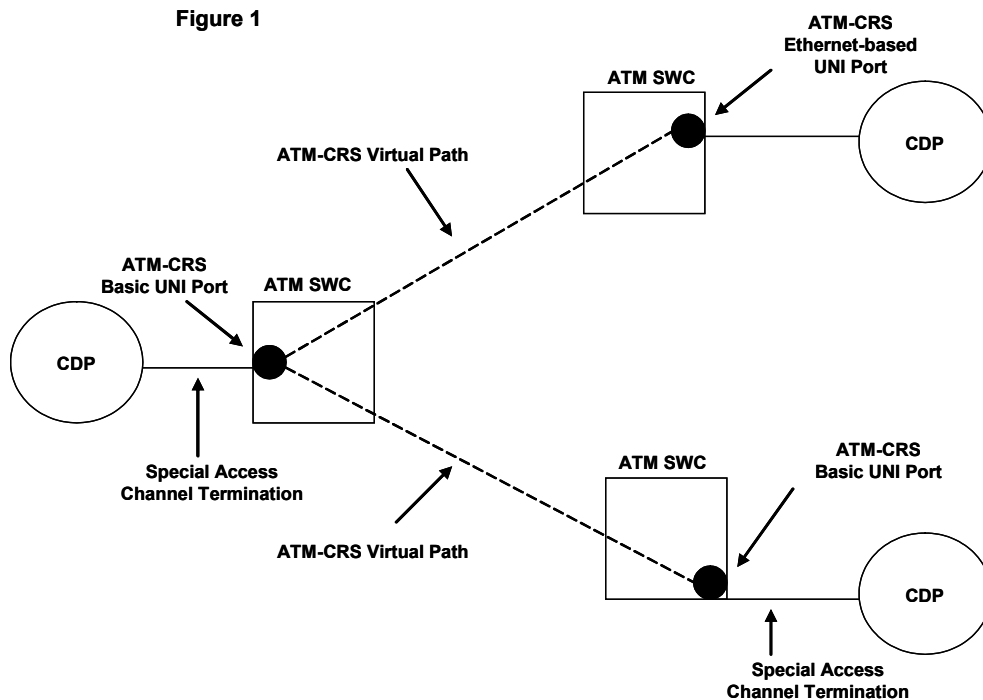 Figure 1
ATM-CRS
Ethernet-based
UNI Port
ATM SWC
CDP
ATM-CRS Virtual Path
ATM-CRS
Basic UNI Port
ATM SWC
CDP
Special Access
Channel Termination
ATM-CRS Virtual Path
ATM SWC
ATM-CRS
Basic UNI Port
CDP
Special Access
Channel Termination